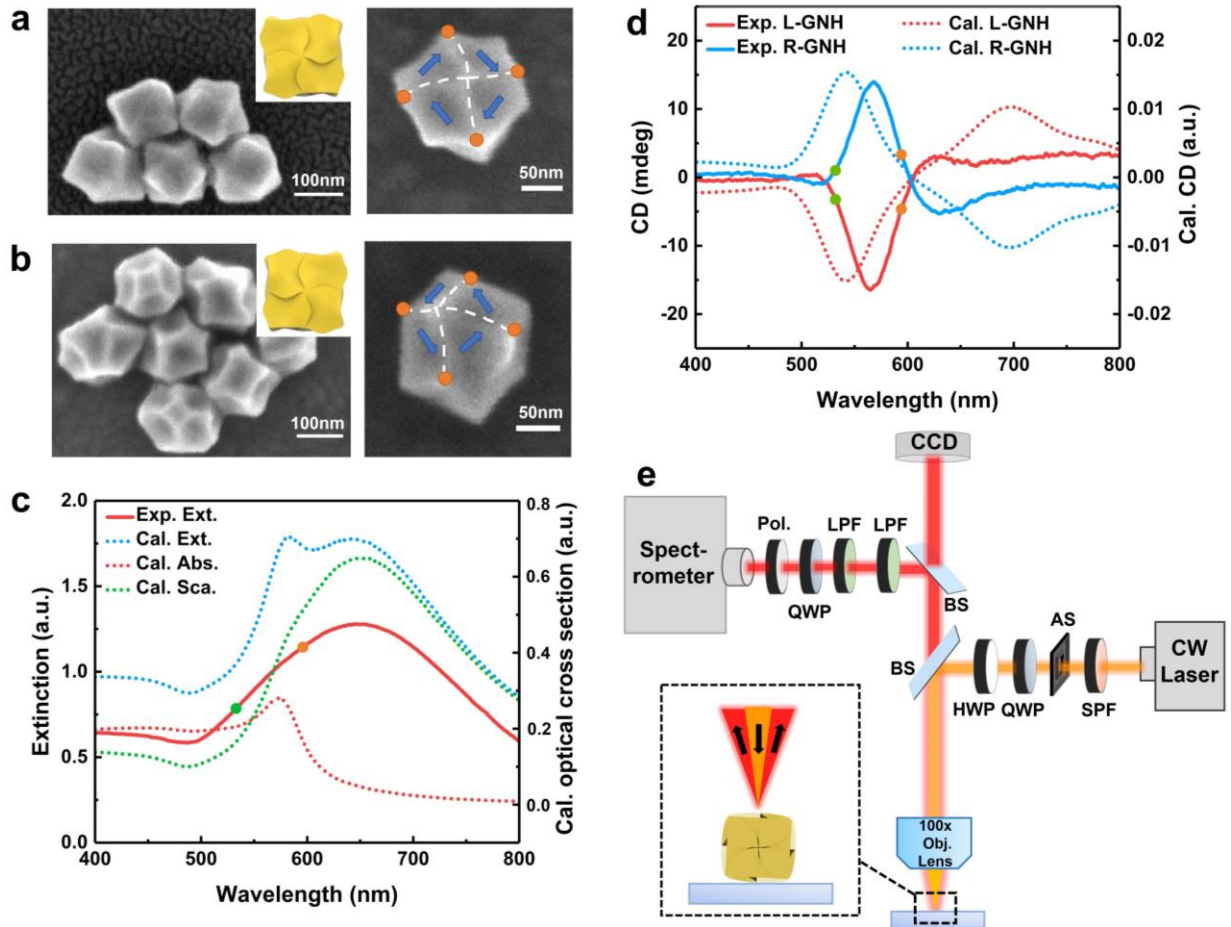 a
100nm
50nm
b
100nm
50nm
c
Exp. Ext.
Cal. Ext.
Cal. Abs.
Cal. Sca.
2.0
1.5
1.0
0.5
0.0
Extinction (a.u.)
0.8
0.6
0.4
0.2
0.0
Cal. optical cross section (a.u.)
400 500 600 700 800
Wavelength (nm)
d
Exp. L-GNH
Exp. R-GNH
Cal. L-GNH
Cal. R-GNH
20
10
0
-10
-20
CD (mdeg)
0.02
0.01
0.00
-0.01
-0.02
Cal. CD (a.u.)
400 500 600 700 800
Wavelength (nm)
e
CCD
Spect-
rometer
Pol.
QWP
LPF
LPF
BS
BS
HWP
QWP
AS
SPF
CW
Laser
100x
Obj.
Lens